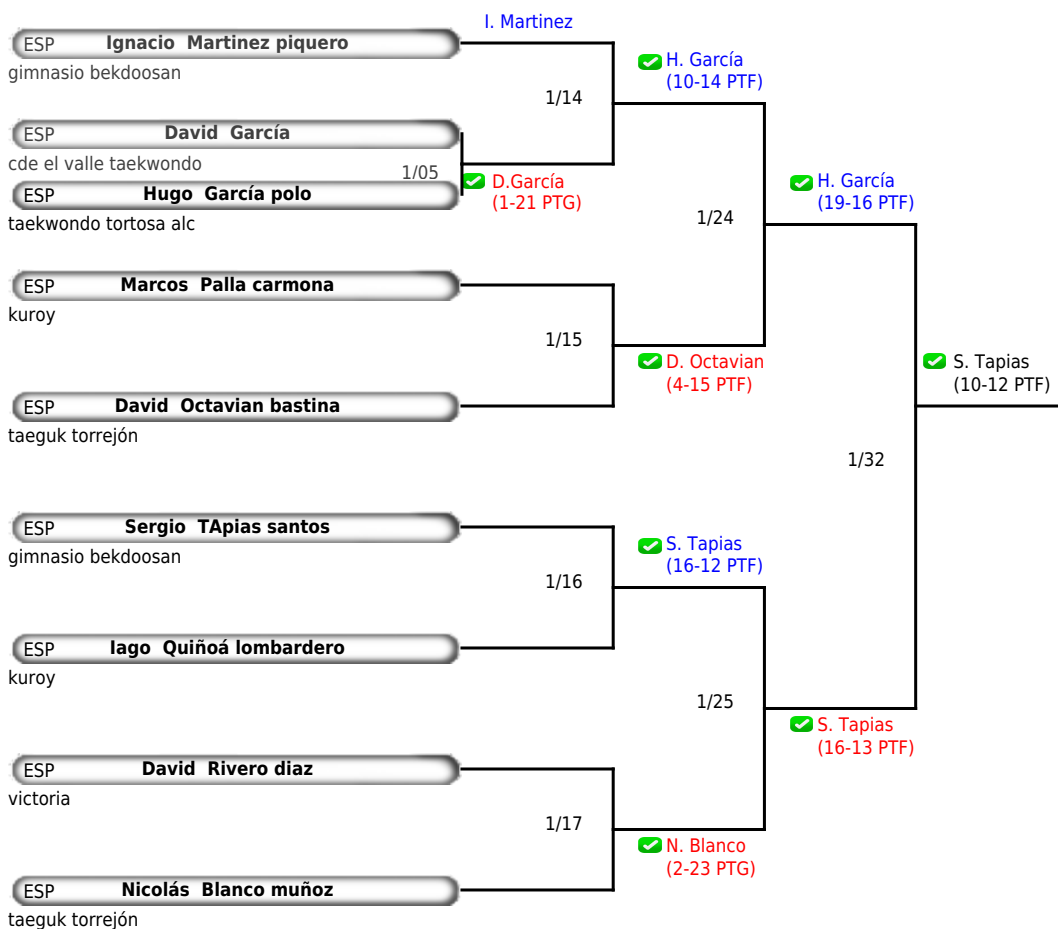 I. Martinez
ESP Ignacio Martinez piquero
gimnasio bekdoosan
H. García
(10-14 PTF)
1/14
ESP David García
cde el valle taekwondo
1/05
D.García
(1-21 PTG)
ESP Hugo García polo
taekwondo tortosa alc
H. García
(19-16 PTF)
1/24
ESP Marcos Palla carmona
kuroy
1/15
D. Octavian
(4-15 PTF)
S. Tapias
(10-12 PTF)
ESP David Octavian bastina
taeguk torrejón
1/32
ESP Sergio TApias santos
gimnasio bekdoosan
S. Tapias
(16-12 PTF)
1/16
ESP Iago Quiñoá lombardero
kuroy
1/25
S. Tapias
(16-13 PTF)
ESP David Rivero diaz
victoria
1/17
N. Blanco
(2-23 PTG)
ESP Nicolás Blanco muñoz
taeguk torrejón